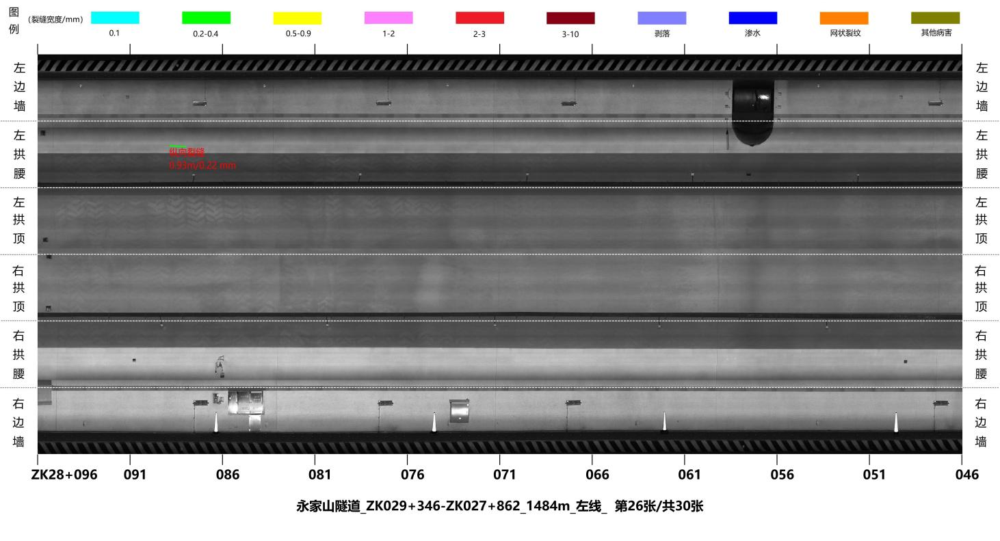 图例
(裂缝宽度/mm)
0.1
0.2-0.4
0.5-0.9
1-2
2-3
3-10
剥落
渗水
网状裂纹
其他病害
左边墙
左边墙
左拱腰
左拱腰
纵向裂缝
0.93m/0.22 mm
左拱顶
左拱顶
右拱顶
右拱顶
右拱腰
右拱腰
右边墙
右边墙
ZK28+096 091 086 081 076 071 066 061 056 051 046
永家山隧道_ZK029+346-ZK027+862_1484m_左线_ 第26张/共30张